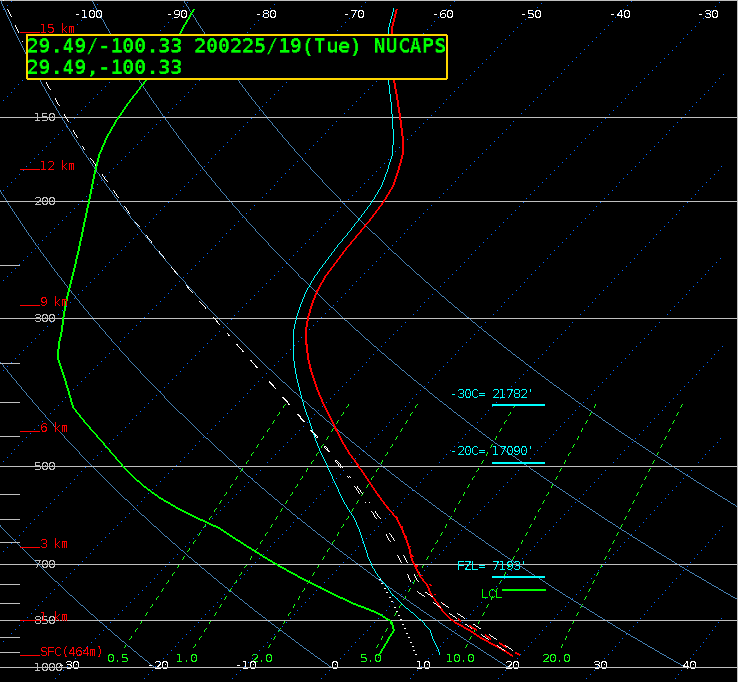 -100 -90 -80 -70 -60 -50 -40 -30
15 km
29.49/-100.33 200225/19(Tue) NUCAPS
29.49,-100.33
150
12 km
200
9 km
300
-30C= 21782'
6 km
-20C= 17090'
500
3 km
700
FZL= 7193'
LCL
1 km
850
SFC(464m) 0.5 1.0 2.0 5.0 10.0 20.0
1000 -30 -20 -10 0 10 20 30 40